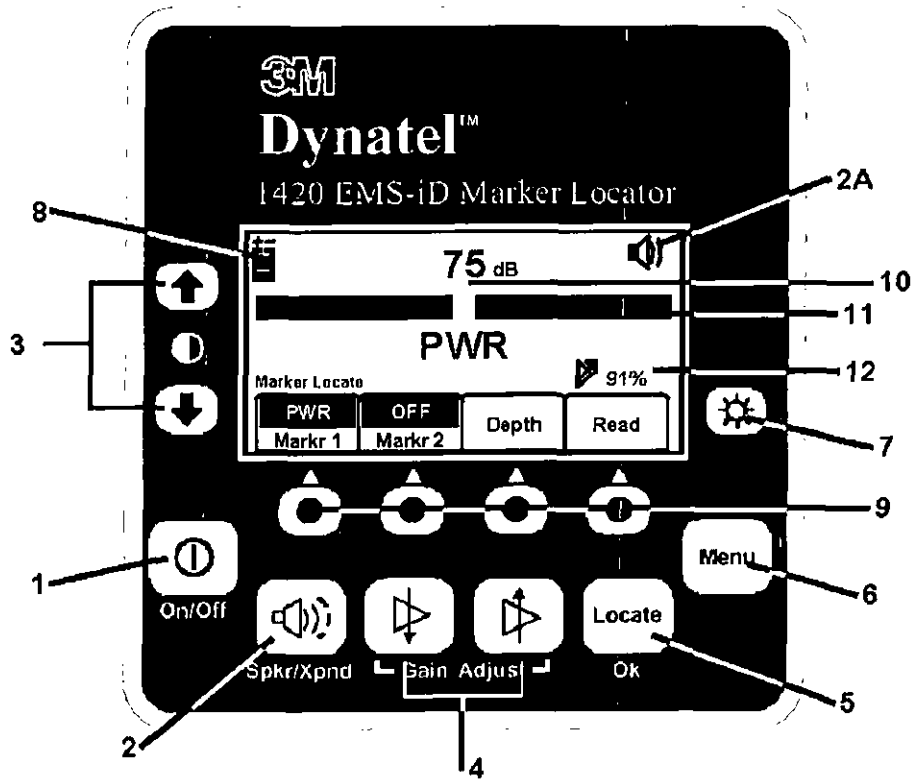 3M
Dynatel™
1420 EMS-iD Marker Locator
2A
8
75 dB
10
11
3
PWR
12
91%
Marker Locate
PWR OFF Depth Read
Markr 1 Markr 2
7
9
1
On/Off
Menu
6
Locate
Spkr/Xpnd
Gain Adjust
Ok
5
2
4